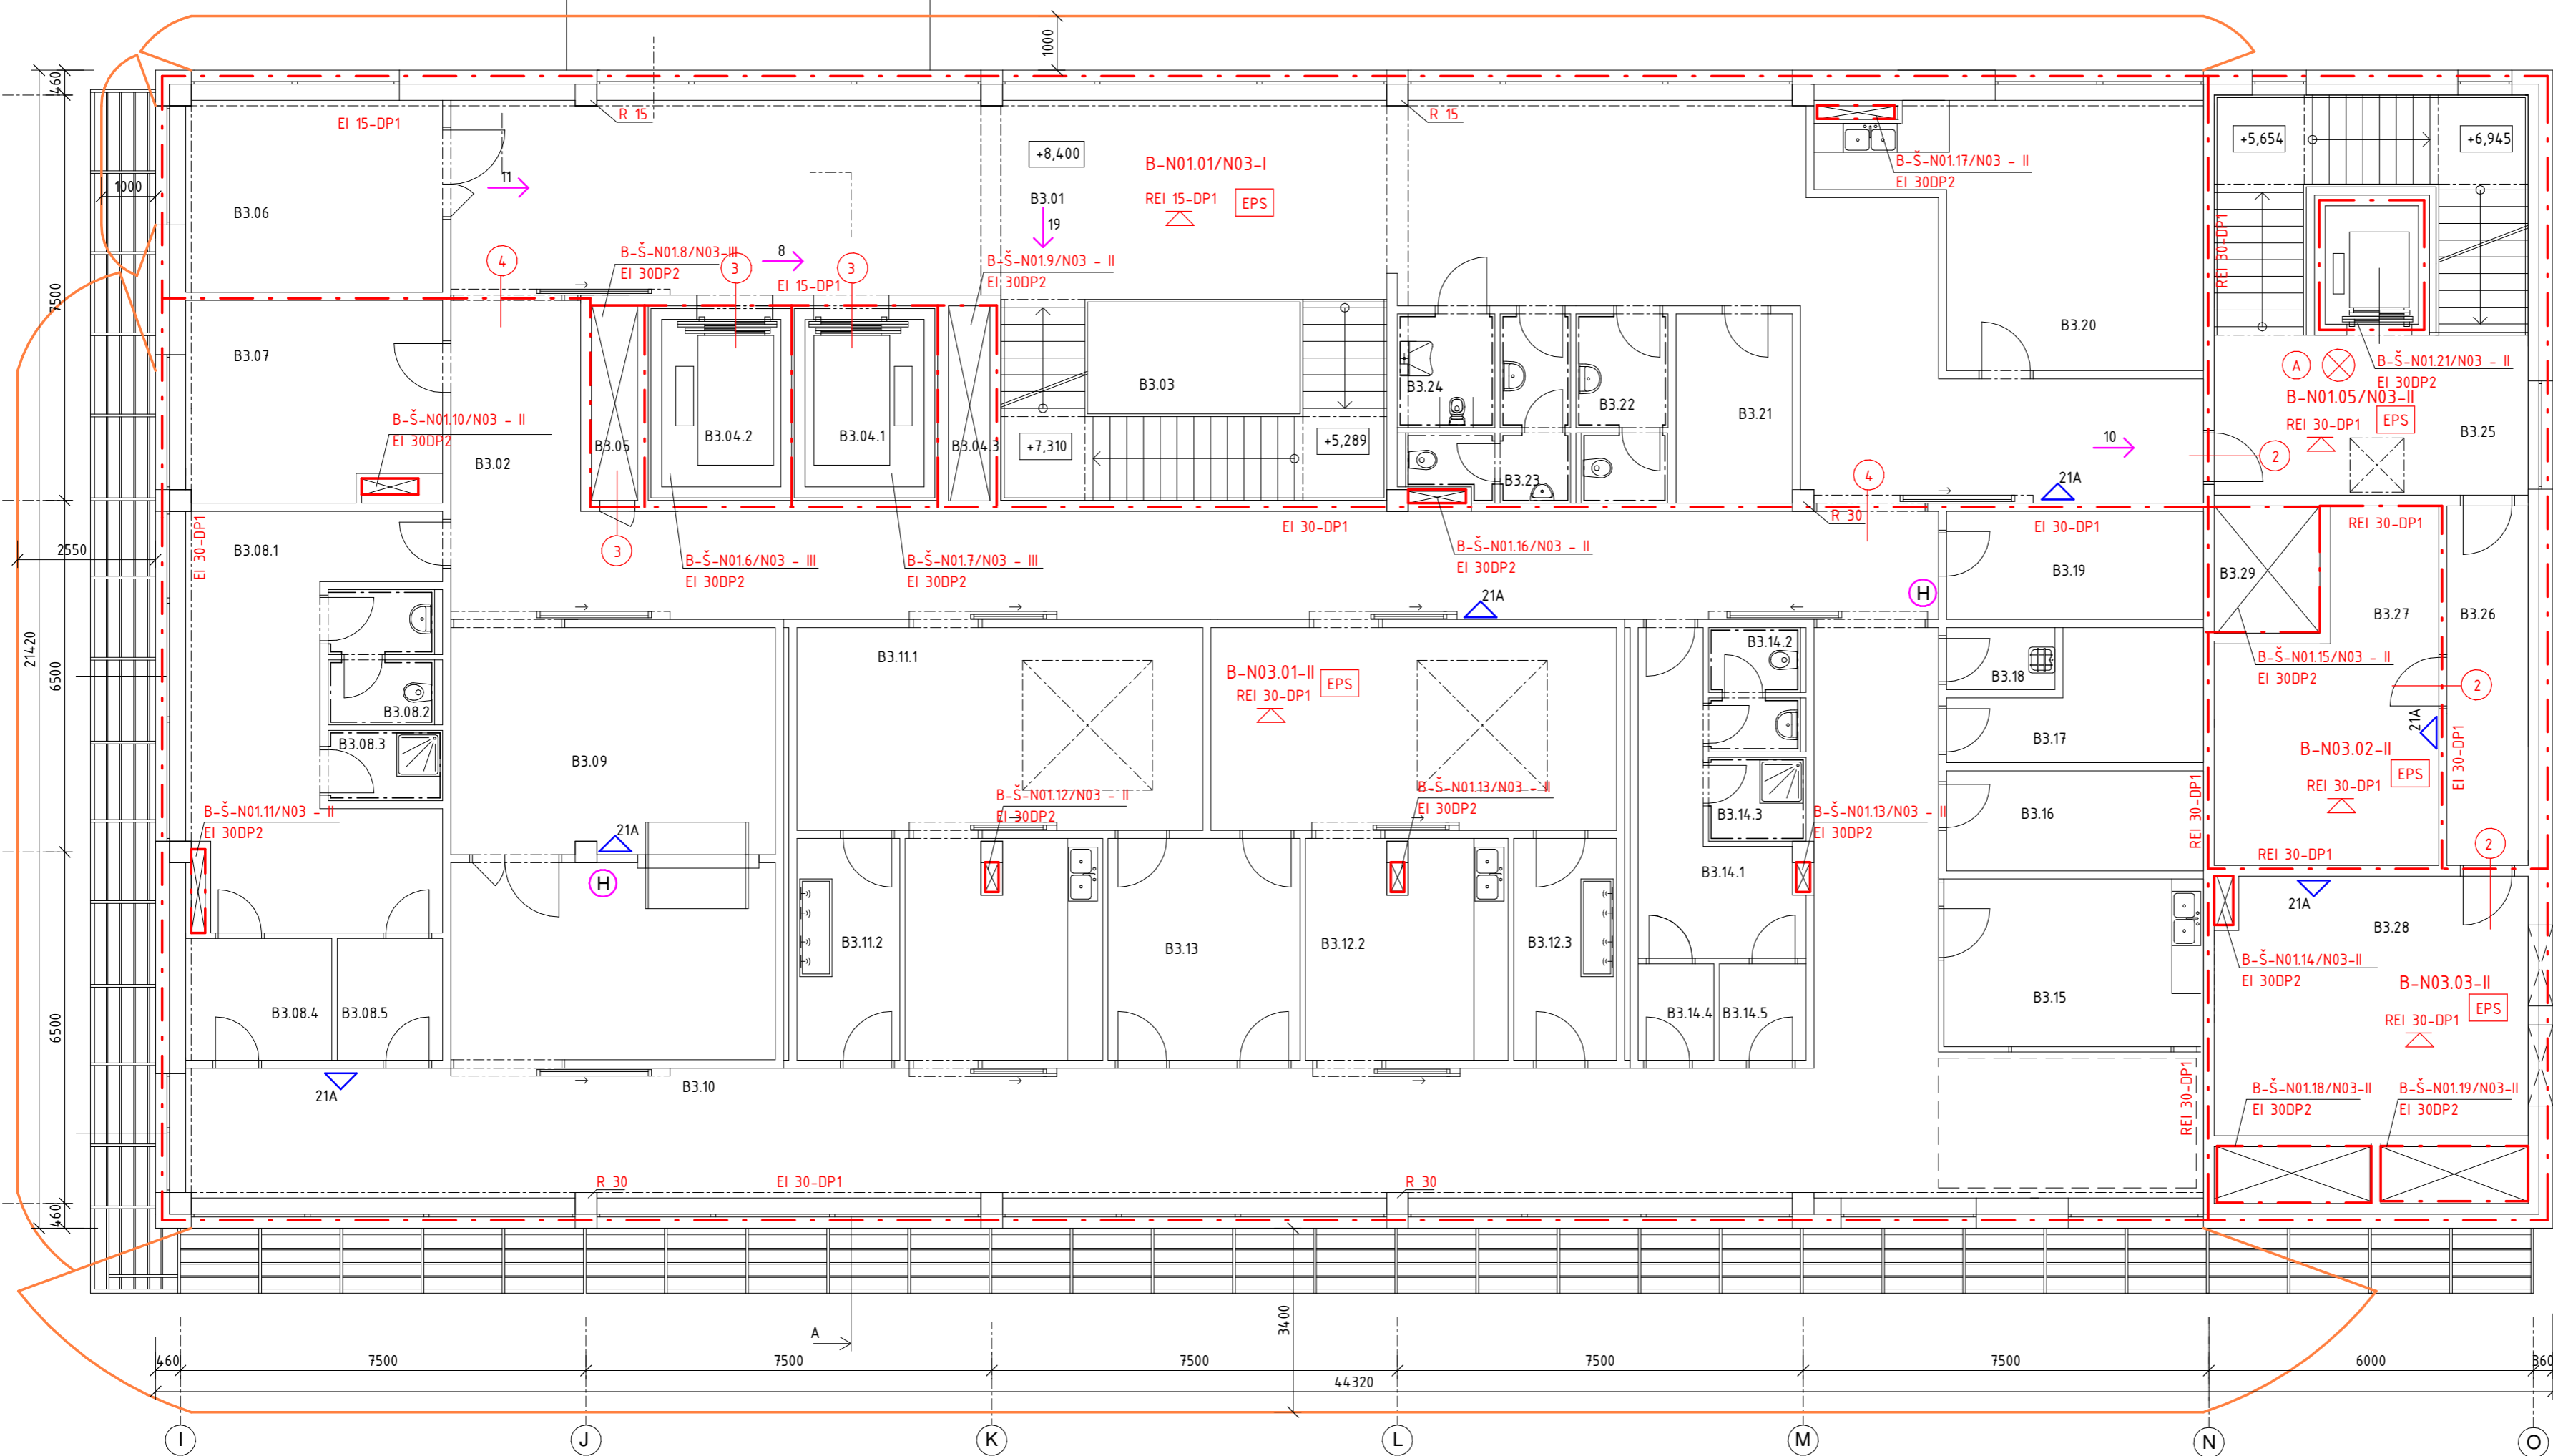 1000
460
EI 15-DP1
R 15
R 15
+8,400
B-N01.01/N03-I
B-Š-N01.17/N03 - II
EI 30DP2
+5,654
+6,945
1000
11
B3.06
B3.01
REI 15-DP1
EPS
19
REI 30-DP1
8
B-Š-N01.8/N03-III
EI 30DP2
4
3
3
EI 15-DP1
B-Š-N01.9/N03 - II
EI 30DP2
7500
B3.07
B3.20
A
B-Š-N01.21/N03 - II
EI 30DP2
B-N01.05/N03-II
REI 30-DP1
EPS
B3.03
B3.24
B3.22
B3.21
B3.25
B-Š-N01.10/N03 - II
EI 30DP2
B3.02
B3.05
B3.04.2
B3.04.1
B3.04.3
+7,310
+5,289
B3.23
10
2
21A
4
R 30
EI 30-DP1
EI 30-DP1
REI 30-DP1
2550
EI 30-DP1
B3.08.1
3
B-Š-N01.6/N03 - III
EI 30DP2
B-Š-N01.7/N03 - III
EI 30DP2
B-Š-N01.16/N03 - II
EI 30DP2
B3.19
B3.29
H
21A
B3.27
B3.26
21420
6500
B3.11.1
B-N03.01-II
REI 30-DP1
EPS
B3.14.2
B3.18
B-Š-N01.15/N03 - II
EI 30DP2
2
B3.08.2
B3.08.3
21A
B3.17
B-N03.02-II
REI 30-DP1
EPS
EI 30-DP1
B3.09
B-Š-N01.12/N03 - II
EI 30DP2
B-Š-N01.13/N03 - II
EI 30DP2
B3.14.3
B-Š-N01.13/N03 - II
EI 30DP2
B3.16
REI 30-DP1
B-Š-N01.11/N03 - II
EI 30DP2
21A
H
REI 30-DP1
2
B3.14.1
21A
B3.28
B3.11.2
B3.13
B3.12.2
B3.12.3
B-Š-N01.14/N03-II
EI 30DP2
B-N03.03-II
REI 30-DP1
EPS
B3.15
6500
B3.08.4
B3.08.5
B3.14.4
B3.14.5
21A
B3.10
REI 30-DP1
B-Š-N01.18/N03-II
EI 30DP2
B-Š-N01.19/N03-II
EI 30DP2
R 30
EI 30-DP1
R 30
460
3400
A
460
7500
7500
7500
7500
7500
6000
360
44320
I
J
K
L
M
N
O